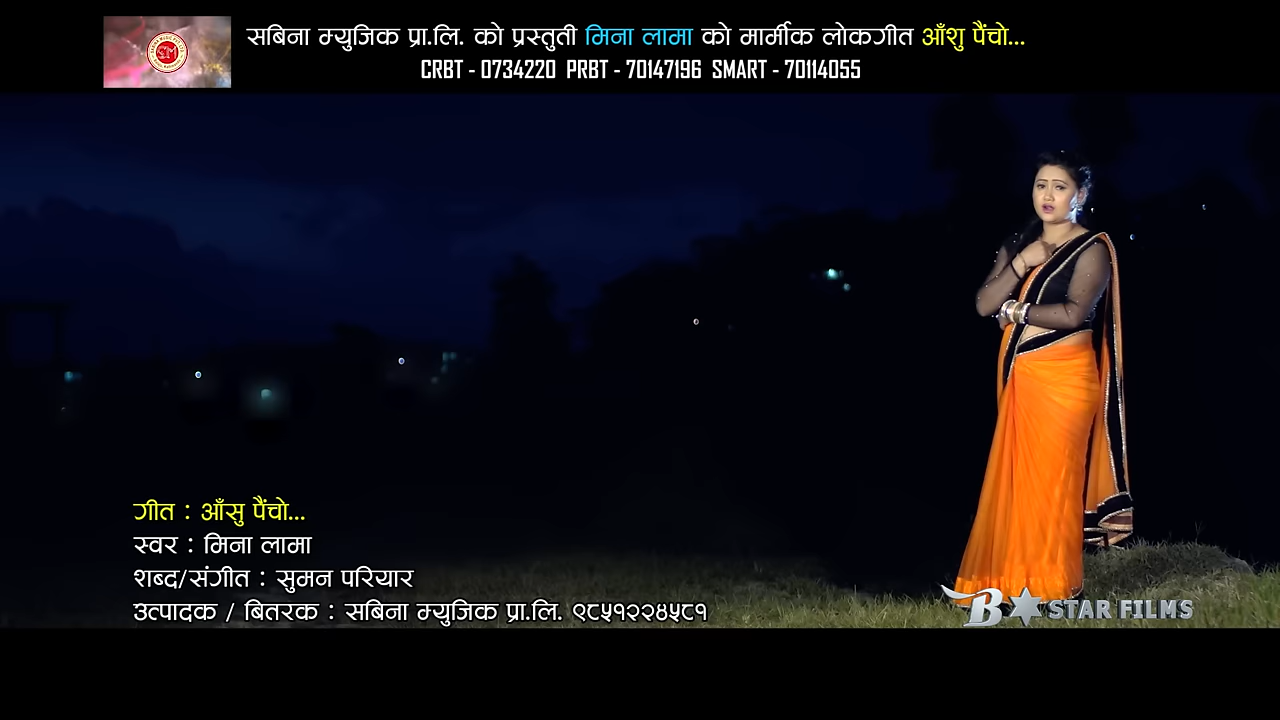 सबिना म्युजिक प्रा.लि. को प्रस्तुती मिना लामा को मार्मीक लोकगीत आँशु पैंचो...
CRBT - 0734220 PRBT - 70147196 SMART - 70114055
गीत : आँसु पैंचो...
स्वर : मिना लामा
शब्द/संगीत : सुमन परियार
उत्पादक / बितरक : सबिना म्युजिक प्रा.लि. ९८५१२२४५८१
B STAR FILMS